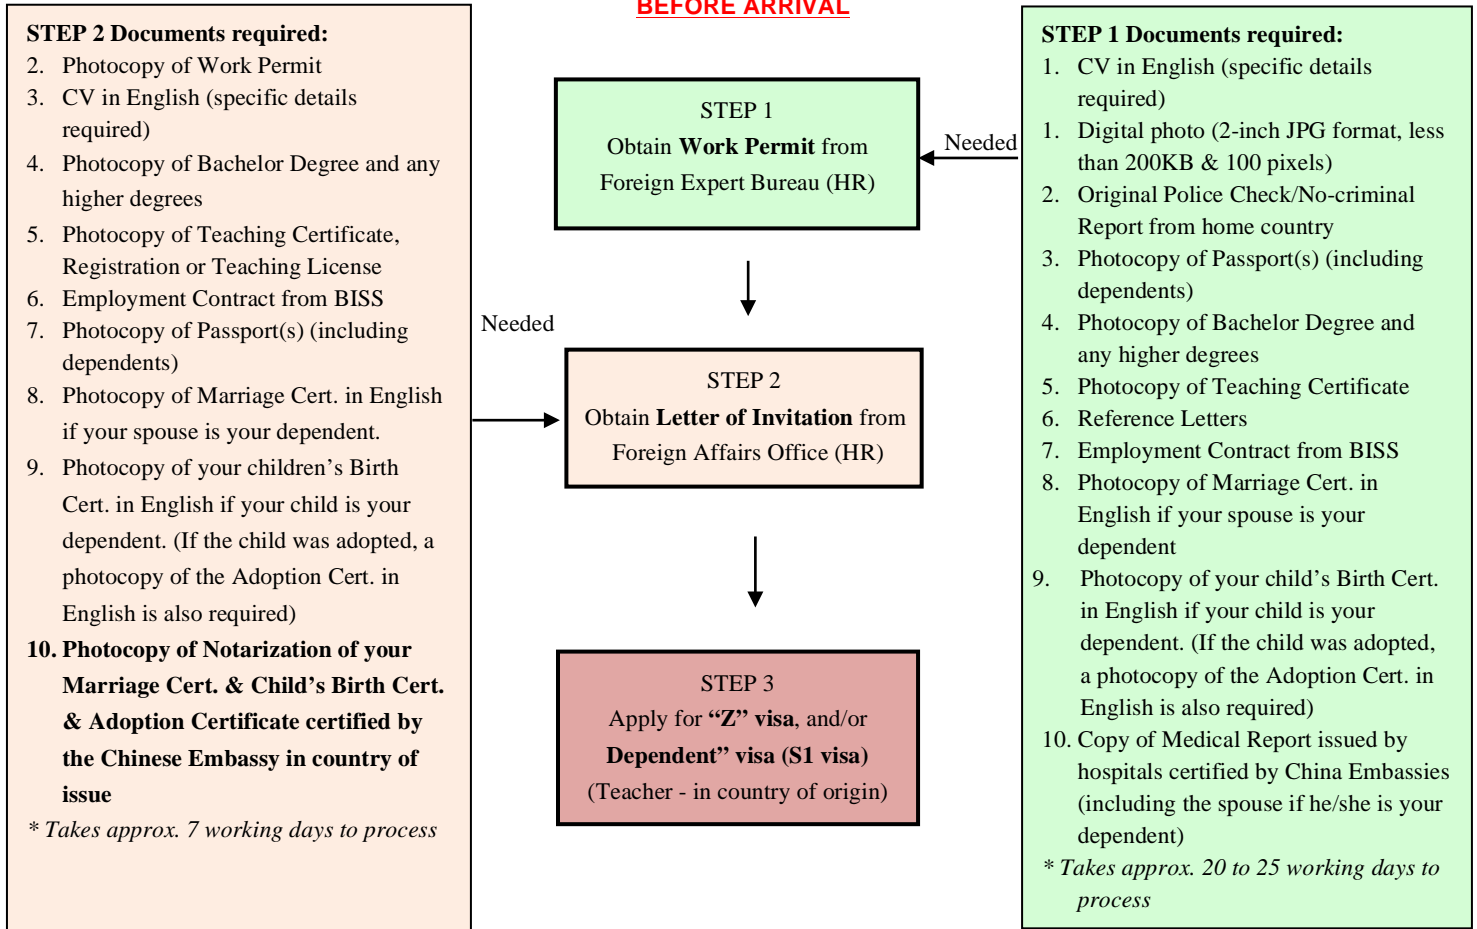 BEFORE ARRIVAL
STEP 2 Documents required:
2. Photocopy of Work Permit
3. CV in English (specific details
required)
4. Photocopy of Bachelor Degree and any
higher degrees
5. Photocopy of Teaching Certificate,
Registration or Teaching License
6. Employment Contract from BISS
7. Photocopy of Passport(s) (including
dependents)
8. Photocopy of Marriage Cert. in English
if your spouse is your dependent.
9. Photocopy of your children’s Birth
Cert. in English if your child is your
dependent. (If the child was adopted, a
photocopy of the Adoption Cert. in
English is also required)
10. Photocopy of Notarization of your
Marriage Cert. & Child’s Birth Cert.
& Adoption Certificate certified by
the Chinese Embassy in country of
issue
* Takes approx. 7 working days to process
STEP 1
Obtain Work Permit from
Foreign Expert Bureau (HR)
Needed
Needed
STEP 2
Obtain Letter of Invitation from
Foreign Affairs Office (HR)
STEP 3
Apply for “Z” visa, and/or
Dependent” visa (S1 visa)
(Teacher - in country of origin)
STEP 1 Documents required:
1. CV in English (specific details
required)
1. Digital photo (2-inch JPG format, less
than 200KB & 100 pixels)
2. Original Police Check/No-criminal
Report from home country
3. Photocopy of Passport(s) (including
dependents)
4. Photocopy of Bachelor Degree and
any higher degrees
5. Photocopy of Teaching Certificate
6. Reference Letters
7. Employment Contract from BISS
8. Photocopy of Marriage Cert. in
English if your spouse is your
dependent
9. Photocopy of your child’s Birth Cert.
in English if your child is your
dependent. (If the child was adopted,
a photocopy of the Adoption Cert. in
English is also required)
10. Copy of Medical Report issued by
hospitals certified by China Embassies
(including the spouse if he/she is your
dependent)
* Takes approx. 20 to 25 working days to
process